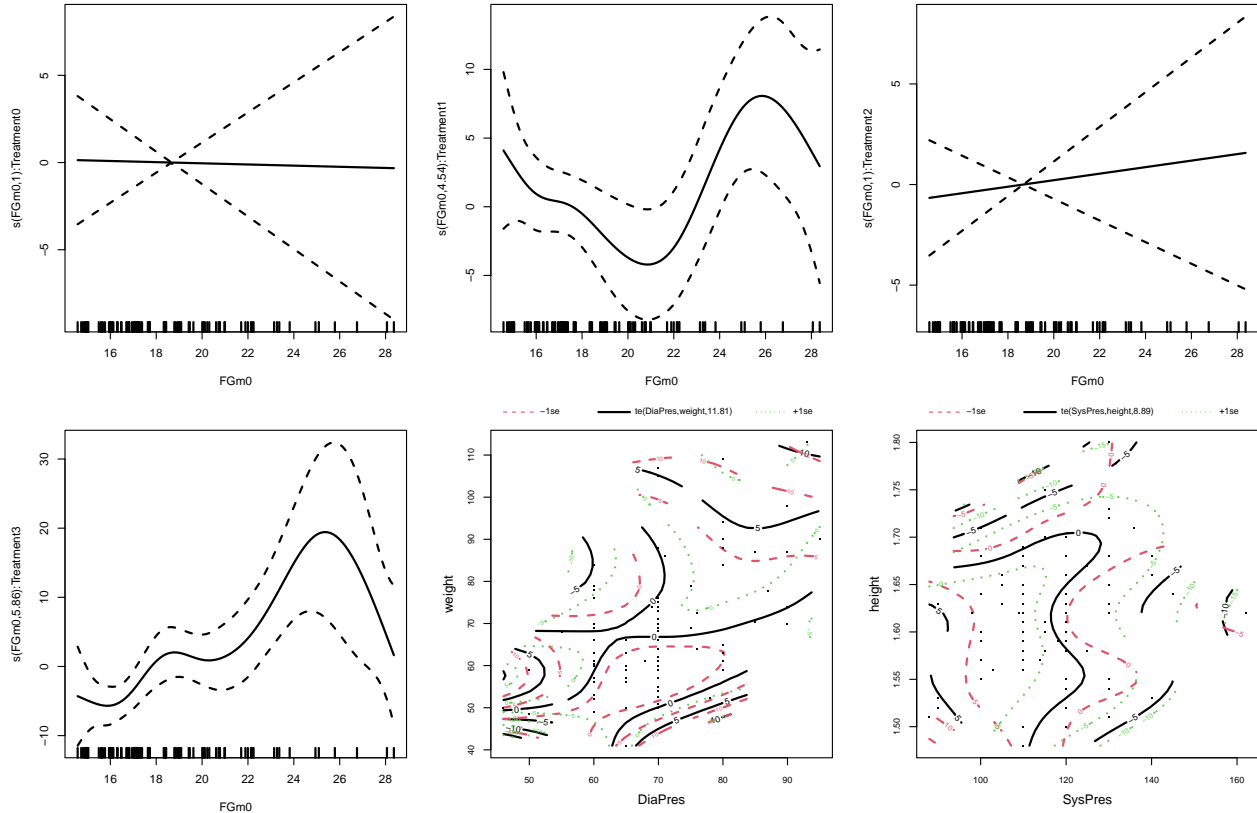 s(FGm0,1):Treatment0
5
0
−5
16 18 20 22 24 26 28
FGm0
s(FGm0,4.54):Treatment1
10
5
0
−5
16 18 20 22 24 26 28
FGm0
s(FGm0,1):Treatment2
5
0
−5
16 18 20 22 24 26 28
FGm0
s(FGm0,5.86):Treatment3
30
20
10
0
−10
16 18 20 22 24 26 28
FGm0
−1se te(DiaPres,weight,11.81) +1se
weight
110
100
90
80
70
60
50
40
50 60 70 80 90
DiaPres
−1se te(SysPres,height,8.89) +1se
height
1.80
1.75
1.70
1.65
1.60
1.55
1.50
100 120 140 160
SysPres